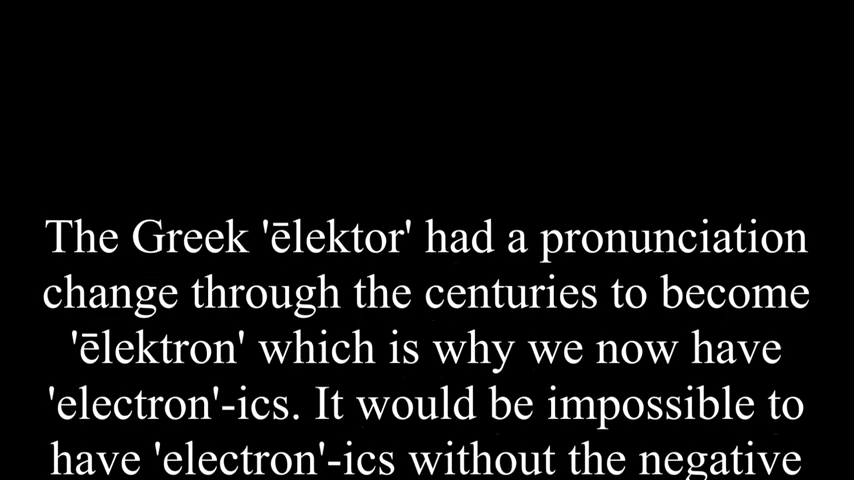 The Greek 'ēlektor' had a pronunciation
change through the centuries to become
'ēlektron' which is why we now have
'electron'-ics. It would be impossible to
have 'electron'-ics without the negative